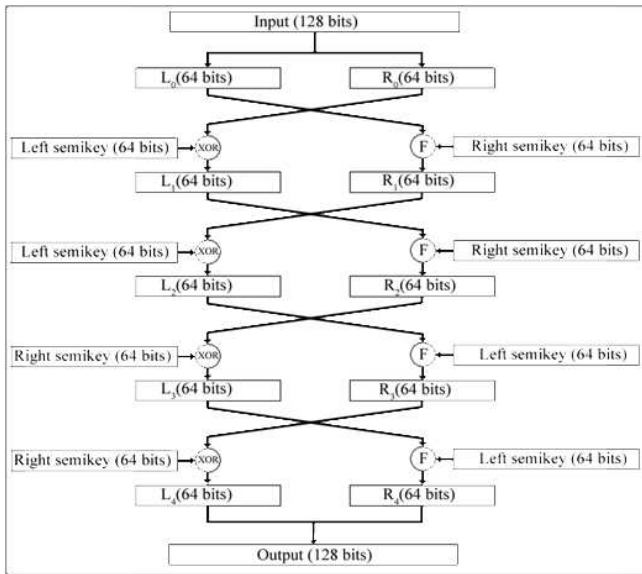 Input (128 bits)
L₀(64 bits) R₀(64 bits)
Left semikey (64 bits) XOR F Right semikey (64 bits)
L₁(64 bits) R₁(64 bits)
Left semikey (64 bits) XOR F Right semikey (64 bits)
L₂(64 bits) R₂(64 bits)
Right semikey (64 bits) XOR F Left semikey (64 bits)
L₃(64 bits) R₃(64 bits)
Right semikey (64 bits) XOR F Left semikey (64 bits)
L₄(64 bits) R₄(64 bits)
Output (128 bits)